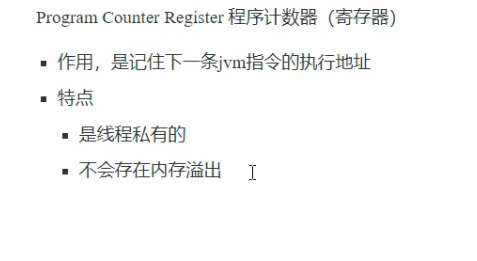 Program Counter Register 程序计数器（寄存器）
▪ 作用，是记住下一条jvm指令的执行地址
▪ 特点
▪ 是线程私有的
▪ 不会存在内存溢出